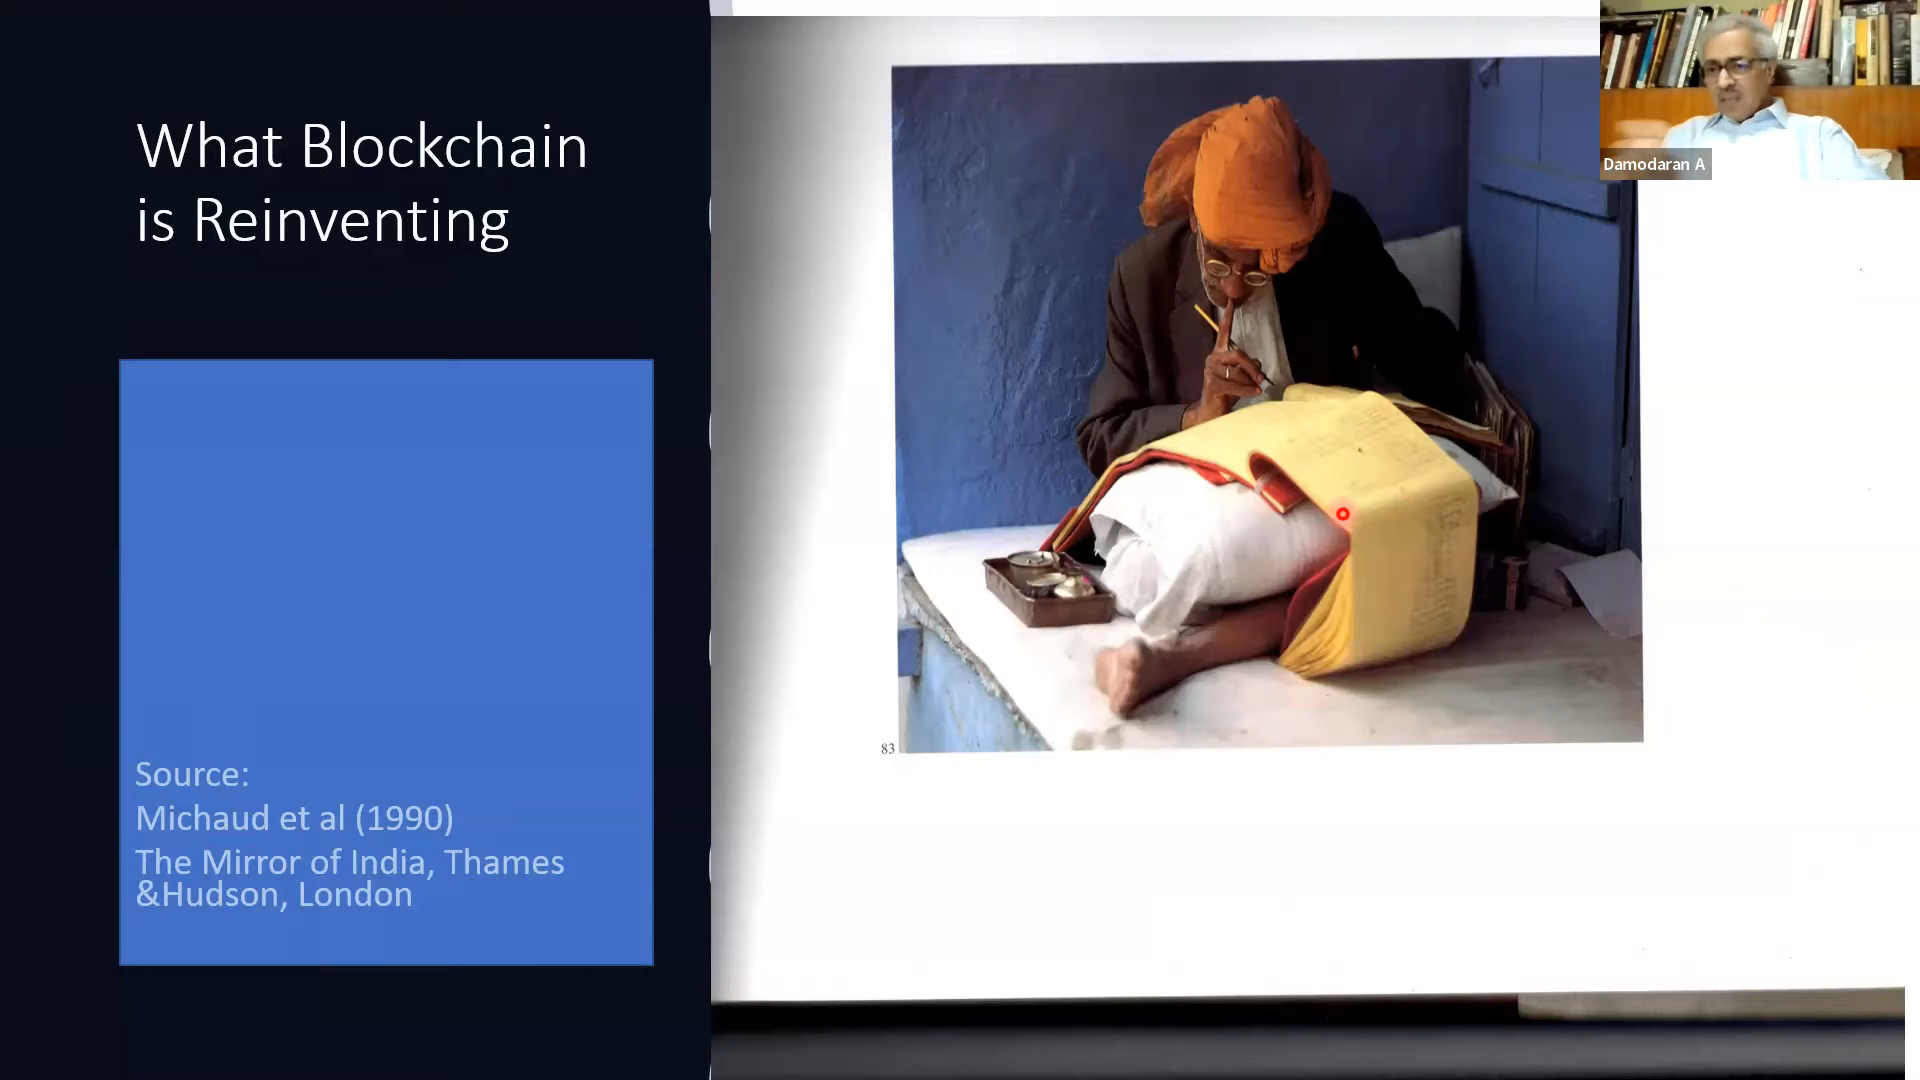 What Blockchain
is Reinventing
Source:
Michaud et al (1990)
The Mirror of India, Thames
&Hudson, London
83
Damodaran A